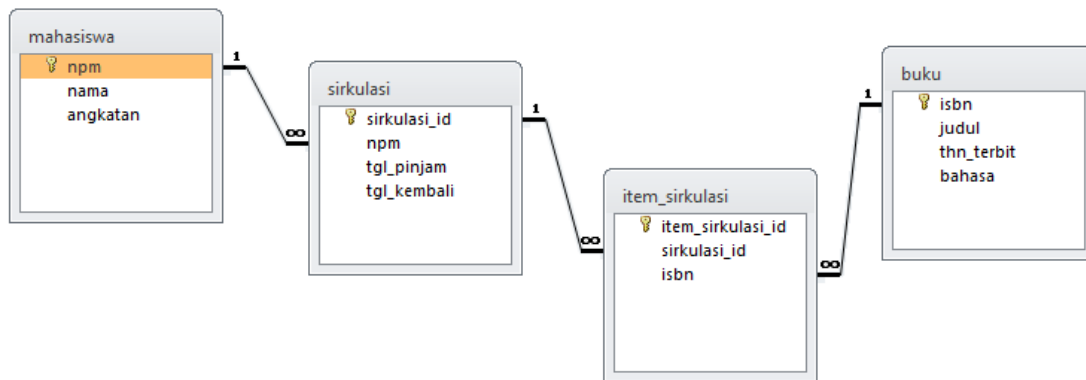 mahasiswa
npm
nama
angkatan
1
∞
sirkulasi
sirkulasi_id
npm
tgl_pinjam
tgl_kembali
1
∞
item_sirkulasi
item_sirkulasi_id
sirkulasi_id
isbn
∞
1
buku
isbn
judul
thn_terbit
bahasa